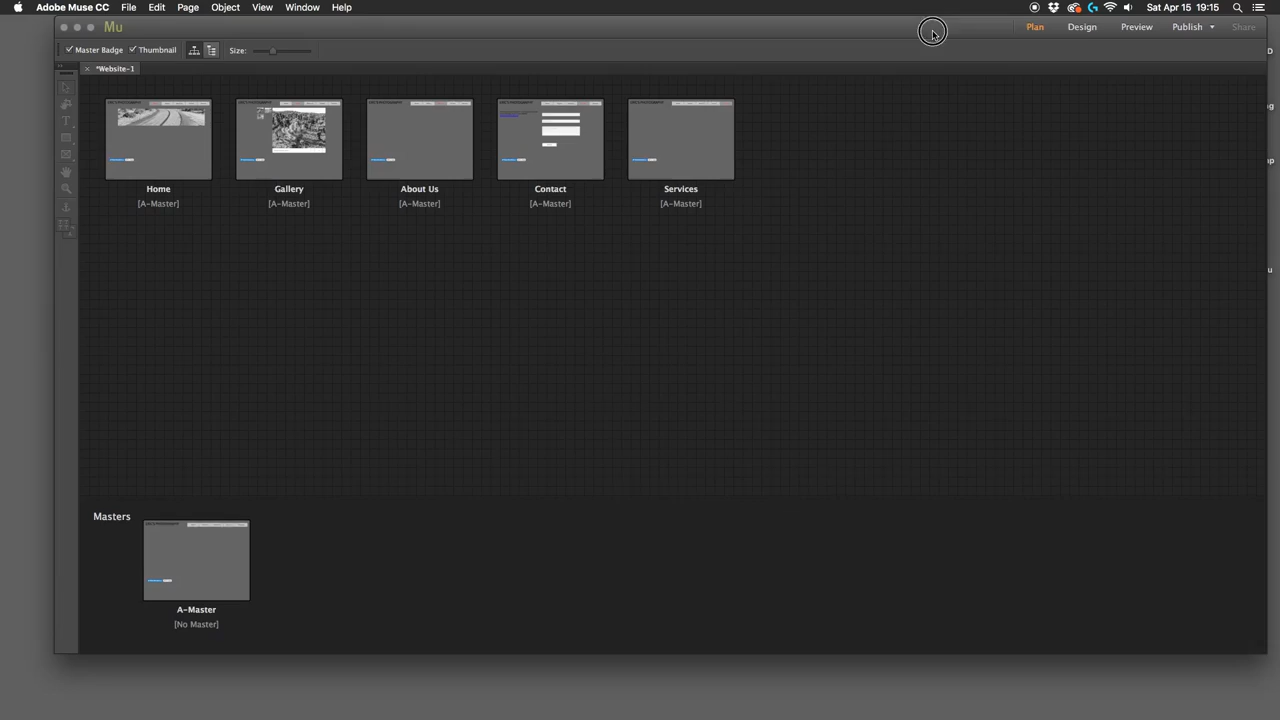 Adobe Muse CC File Edit Page Object View Window Help Sat Apr 15 19:15
Mu Plan Design Preview Publish Share
Master Badge Thumbnail Size:
*Website-1
Home Gallery About Us Contact Services
[A-Master] [A-Master] [A-Master] [A-Master] [A-Master]
Masters
A-Master
[No Master]